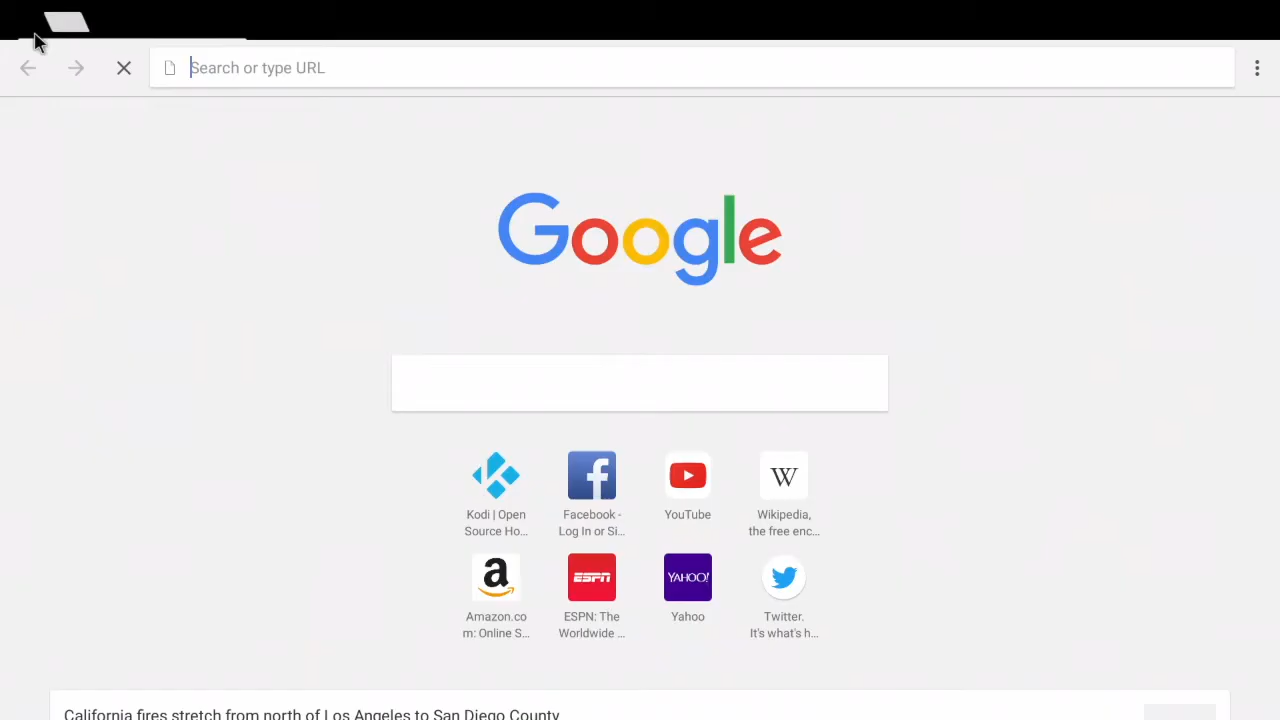 Search or type URL
Google
Kodi | Open
Source Ho...
Facebook -
Log In or Si...
YouTube
W
Wikipedia,
the free enc...
a
Amazon.co
m: Online S...
ESPN
ESPN: The
Worldwide ...
YAHOO!
Yahoo
Twitter.
It's what's h...
California fires stretch from north of Los Angeles to San Diego County